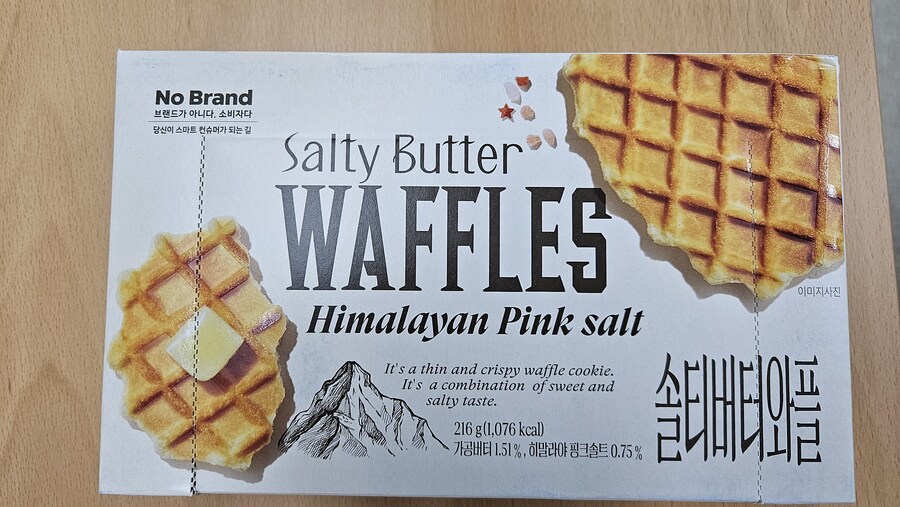 No Brand
브랜드가 아니다. 소비자다
당신이 스마트 컨슈머가 되는 길
Salty Butter
WAFFLES
Himalayan Pink salt
이미지사진
It's a thin and crispy waffle cookie.
It's a combination of sweet and
salty taste.
216 g(1,076 kcal)
가공버터 1.51 %, 히말라야 핑크솔트 0.75 %
솔티버터와플